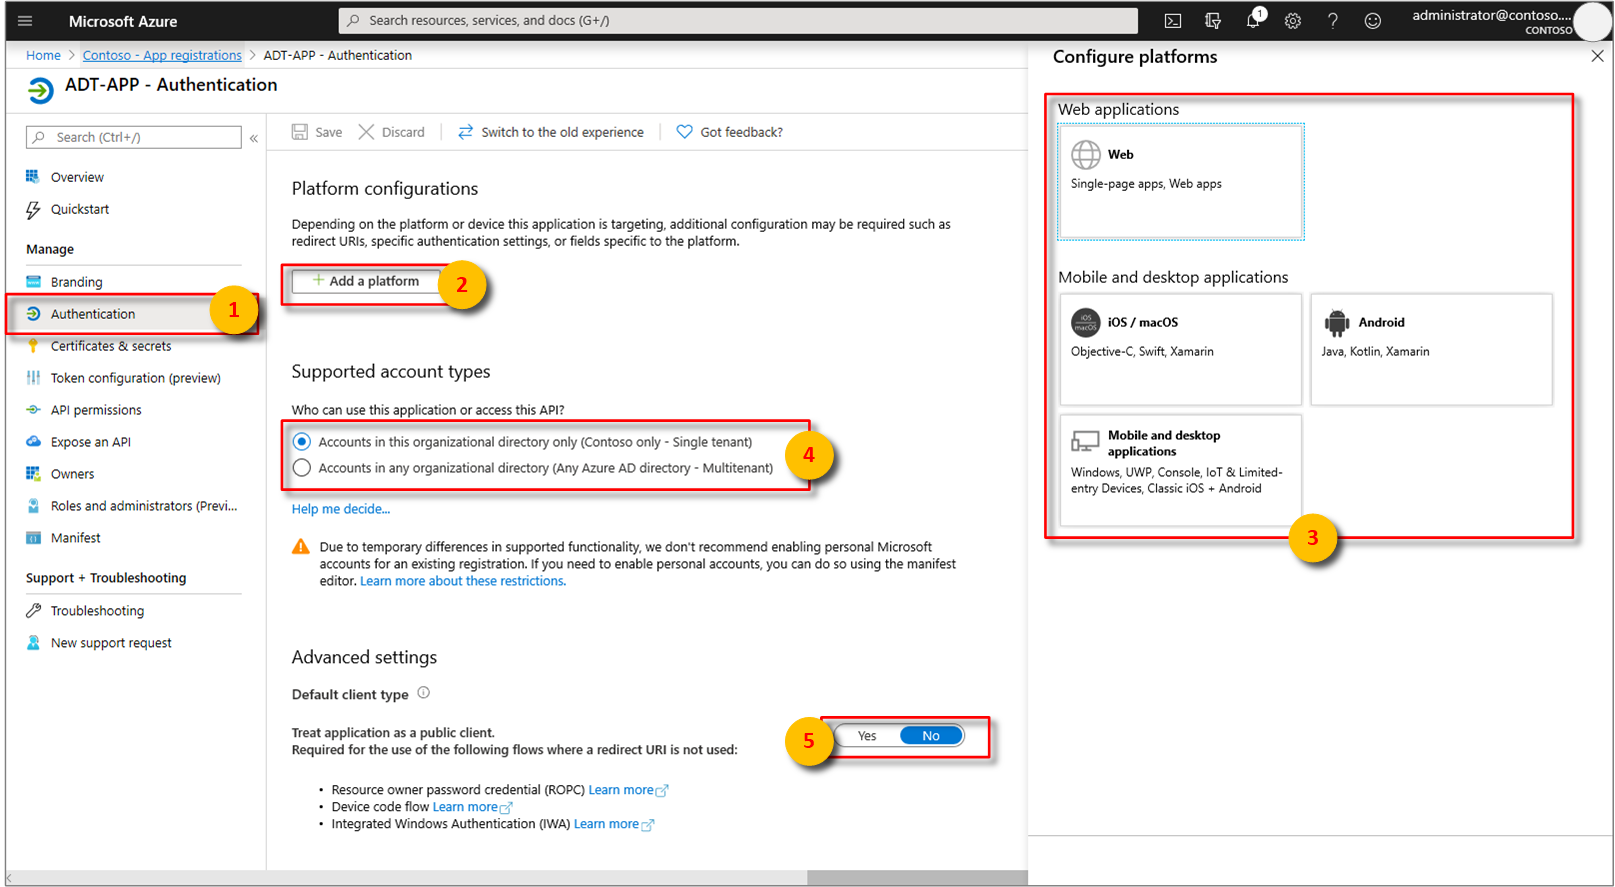 Microsoft Azure
Search resources, services, and docs (G+/)
1
administrator@contoso....
CONTOSO
Home > Contoso - App registrations > ADT-APP - Authentication
ADT-APP - Authentication
Search (Ctrl+/)
«
Overview
Quickstart
Manage
Branding
Authentication
1
Certificates & secrets
Token configuration (preview)
API permissions
Expose an API
Owners
Roles and administrators (Previ...
Manifest
Support + Troubleshooting
Troubleshooting
New support request
Save
Discard
Switch to the old experience
Got feedback?
Platform configurations
Depending on the platform or device this application is targeting, additional configuration may be required such as
redirect URIs, specific authentication settings, or fields specific to the platform.
+ Add a platform
2
Supported account types
Who can use this application or access this API?
Accounts in this organizational directory only (Contoso only - Single tenant)
Accounts in any organizational directory (Any Azure AD directory - Multitenant)
4
Help me decide...
Due to temporary differences in supported functionality, we don't recommend enabling personal Microsoft
accounts for an existing registration. If you need to enable personal accounts, you can do so using the manifest
editor. Learn more about these restrictions.
Advanced settings
Default client type
Treat application as a public client.
Required for the use of the following flows where a redirect URI is not used:
5
Yes No
• Resource owner password credential (ROPC) Learn more
• Device code flow Learn more
• Integrated Windows Authentication (IWA) Learn more
Configure platforms
Web applications
Web
Single-page apps, Web apps
Mobile and desktop applications
iOS
macOS
iOS / macOS
Objective-C, Swift, Xamarin
Android
Java, Kotlin, Xamarin
Mobile and desktop
applications
Windows, UWP, Console, IoT & Limited-
entry Devices, Classic iOS + Android
3